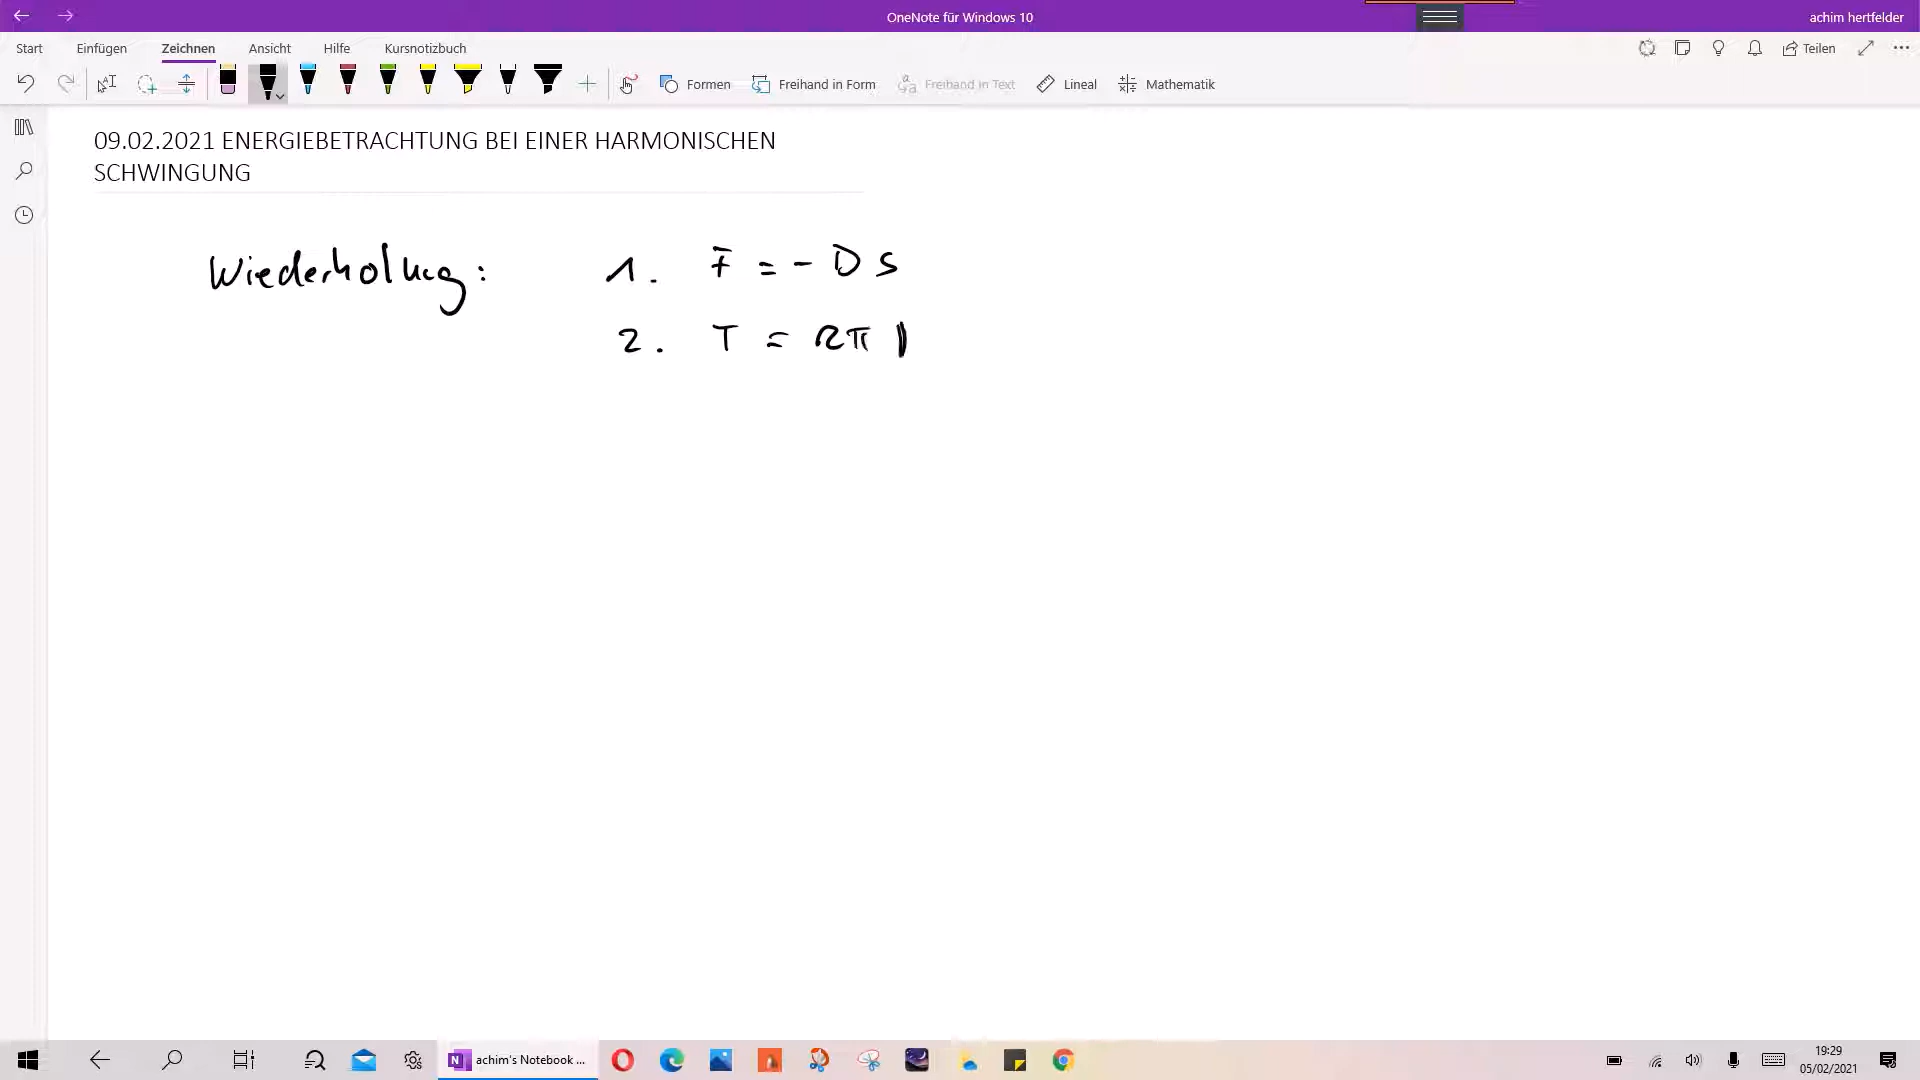 OneNote für Windows 10
achim hertfelder
Start Einfügen Zeichnen Ansicht Hilfe Kursnotizbuch
Teilen
Formen Freihand in Form Freihand in Text Lineal Mathematik
09.02.2021 ENERGIEBETRACHTUNG BEI EINER HARMONISCHEN
SCHWINGUNG
Wiederholung: 1. F = - D s
2. T = 2π
achim's Notebook ...
19:29
05/02/2021